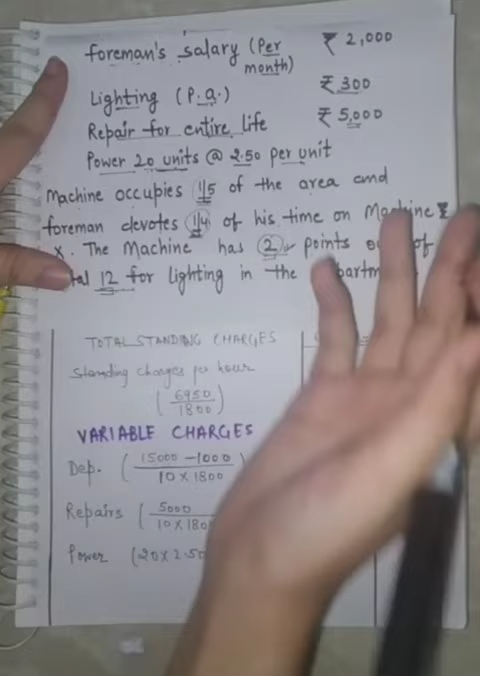 foreman's salary (Per month) ₹ 2,000
Lighting (P.a.) ₹ 300
Repair for entire life ₹ 5,000
Power 20 units @ 2.50 per unit
Machine occupies 1/5 of the area and
foreman devotes 1/4 of his time on Machine
X. The Machine has 2 points of
12 for lighting in the
TOTAL STANDING CHARGES
Standing charges per hour
(6950/1800)
VARIABLE CHARGES
Dep. (15000 - 1000/10 x 1800)
Repairs (5000/10 x 180
Power (20 x 2.50